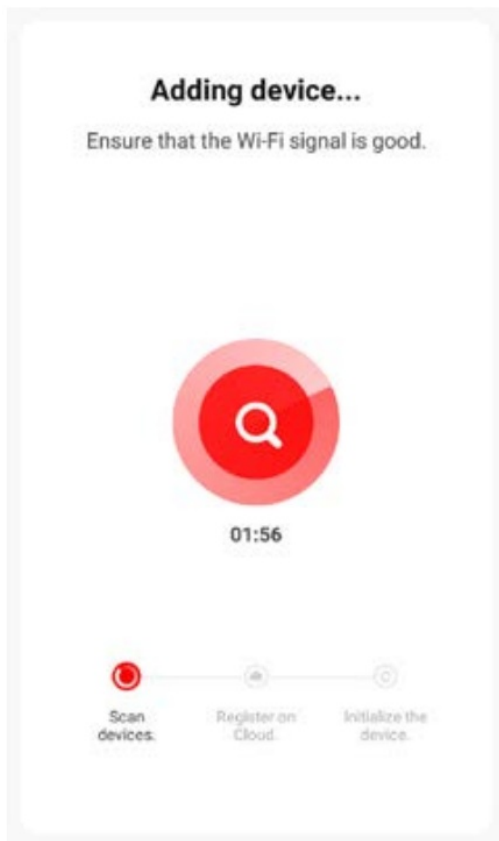 Adding device...
Ensure that the Wi-Fi signal is good.
01:56
Scan
devices.
Register on
Cloud.
Initialize the
device.